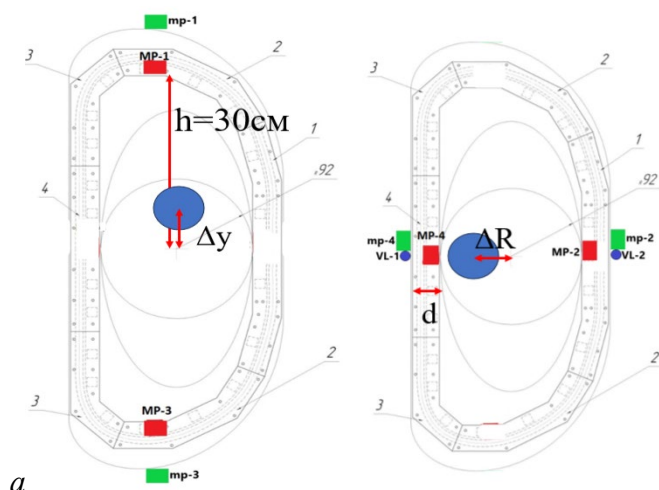 mp-1
MP-1
3
2
h=30см
1
,92
4
Δy
MP-3
3
2
mp-3
a
3
2
1
,92
4
mp-4
MP-4
VL-1
ΔR
MP-2
mp-2
VL-2
d
3
2